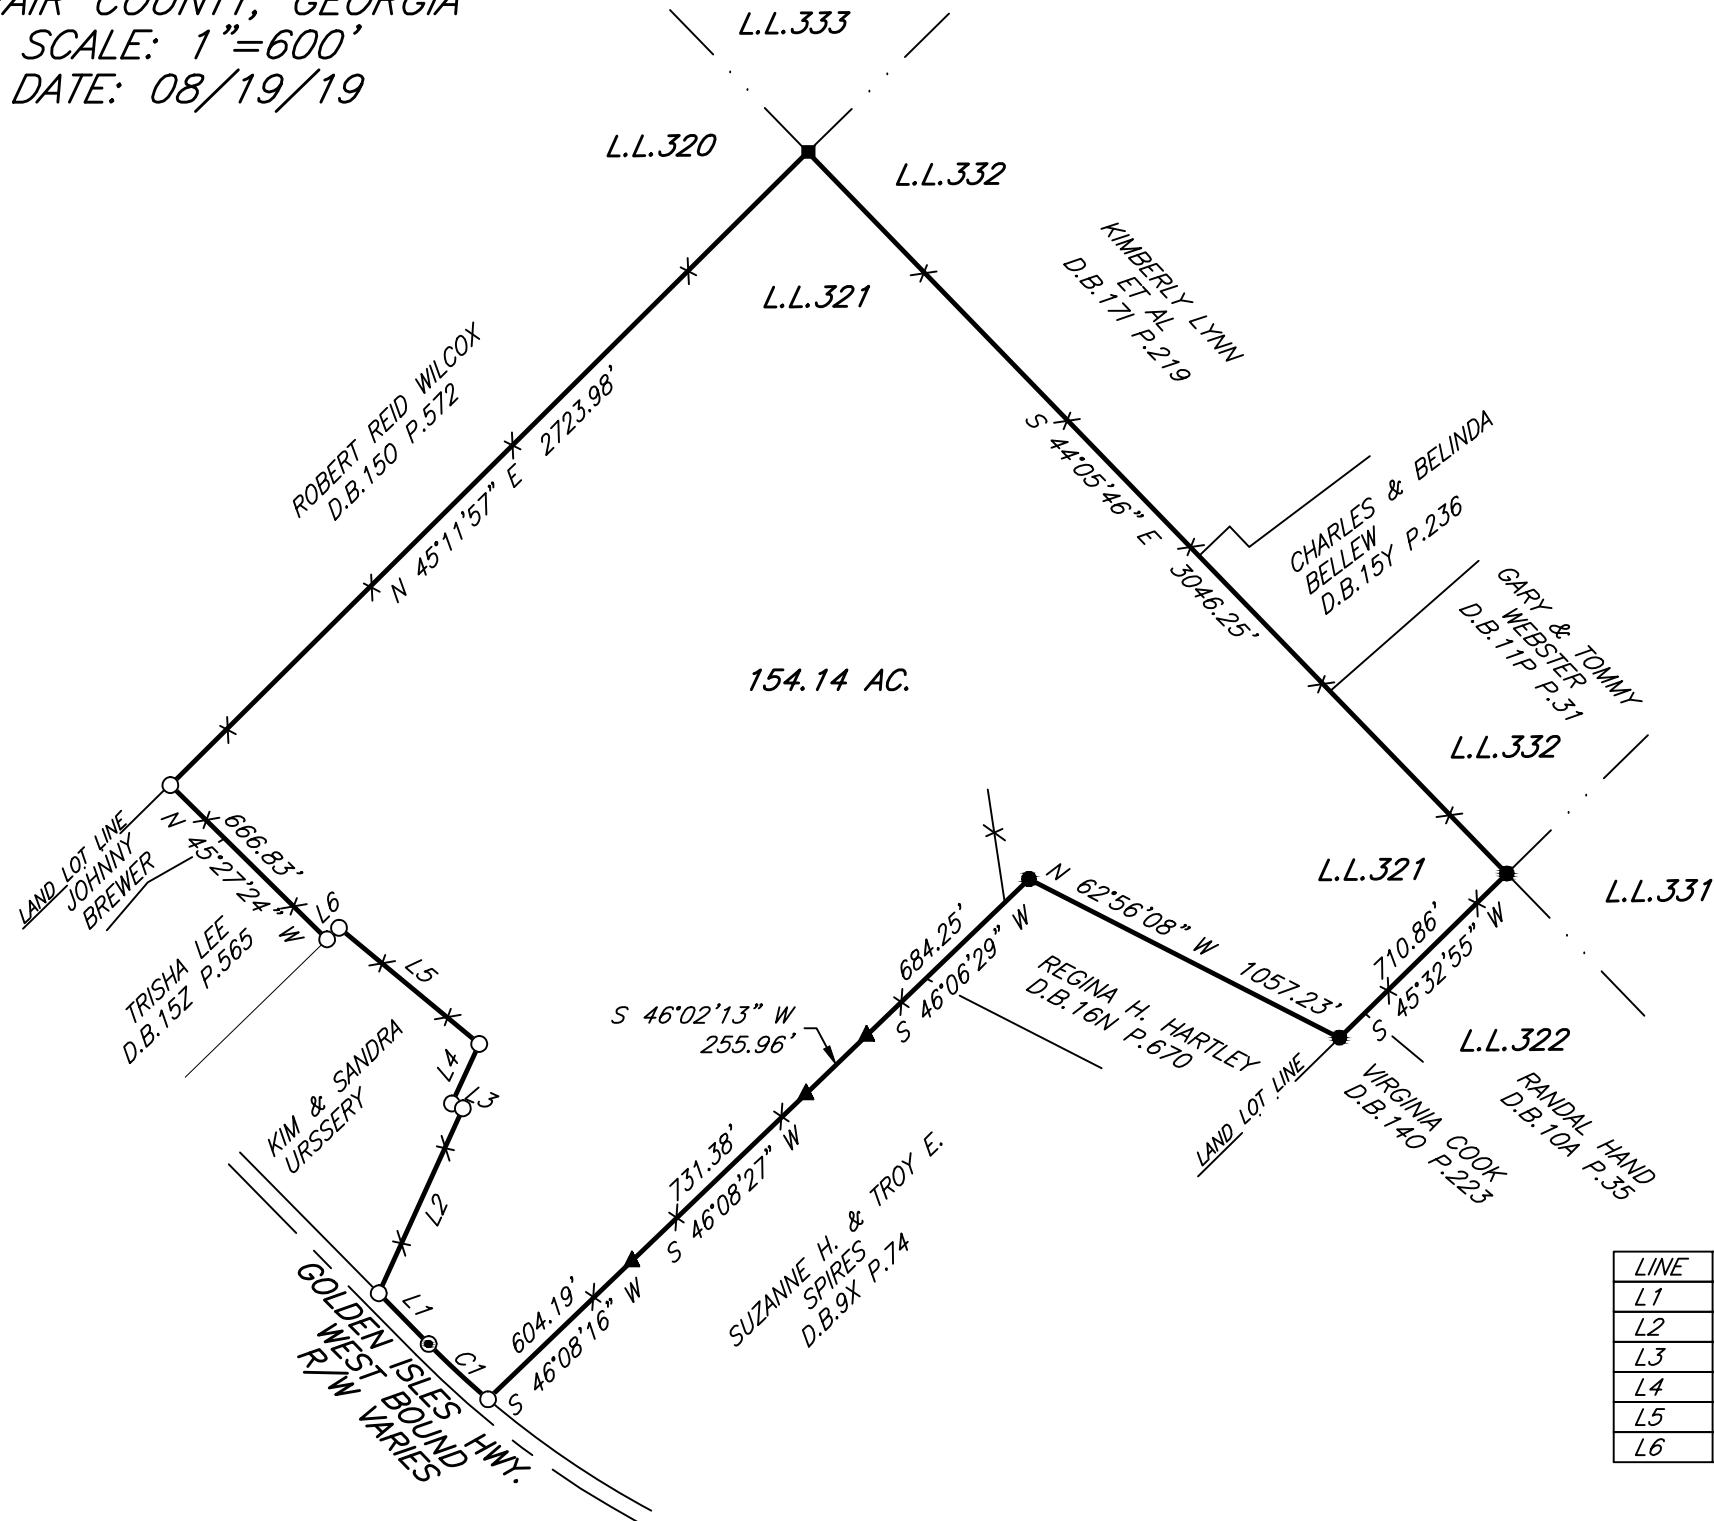 AIR COUNTY, GEORGIA
SCALE: 1"=600'
DATE: 08/19/19
L.L.333
L.L.320
L.L.332
L.L.321
KIMBERLY LYNN
ET AL
D.B.17I P.219
ROBERT REID WILCOX
D.B.150 P.572
N 45°11'57" E 2723.98'
S 44°05'46" E 3046.25'
CHARLES & BELINDA
BELLEW
D.B.15Y P.236
GARY & TOMMY
WEBSTER
D.B.11P P.31
154.14 AC.
L.L.332
LAND LOT LINE
JOHNNY
BREWER
666.83'
N 45°27'24" W
L6
TRISHA LEE
D.B.15Z P.565
L5
KIM & SANDRA
URSSERY
L4
L3
L2
L1
C1
GOLDEN ISLES HWY.
WEST BOUND
R/W VARIES
604.19'
S 46°08'16" W
731.38'
S 46°08'27" W
S 46°02'13" W
255.96'
684.25'
S 46°06'29" W
N 62°56'08" W 1057.23'
REGINA H. HARTLEY
D.B.16N P.670
SUZANNE H. & TROY E.
SPIRES
D.B.9X P.74
L.L.321
L.L.331
710.86'
S 45°32'55" W
L.L.322
LAND LOT LINE
VIRGINIA COOK
D.B.140 P.223
RANDAL HAND
D.B.10A P.35
LINE
L1
L2
L3
L4
L5
L6